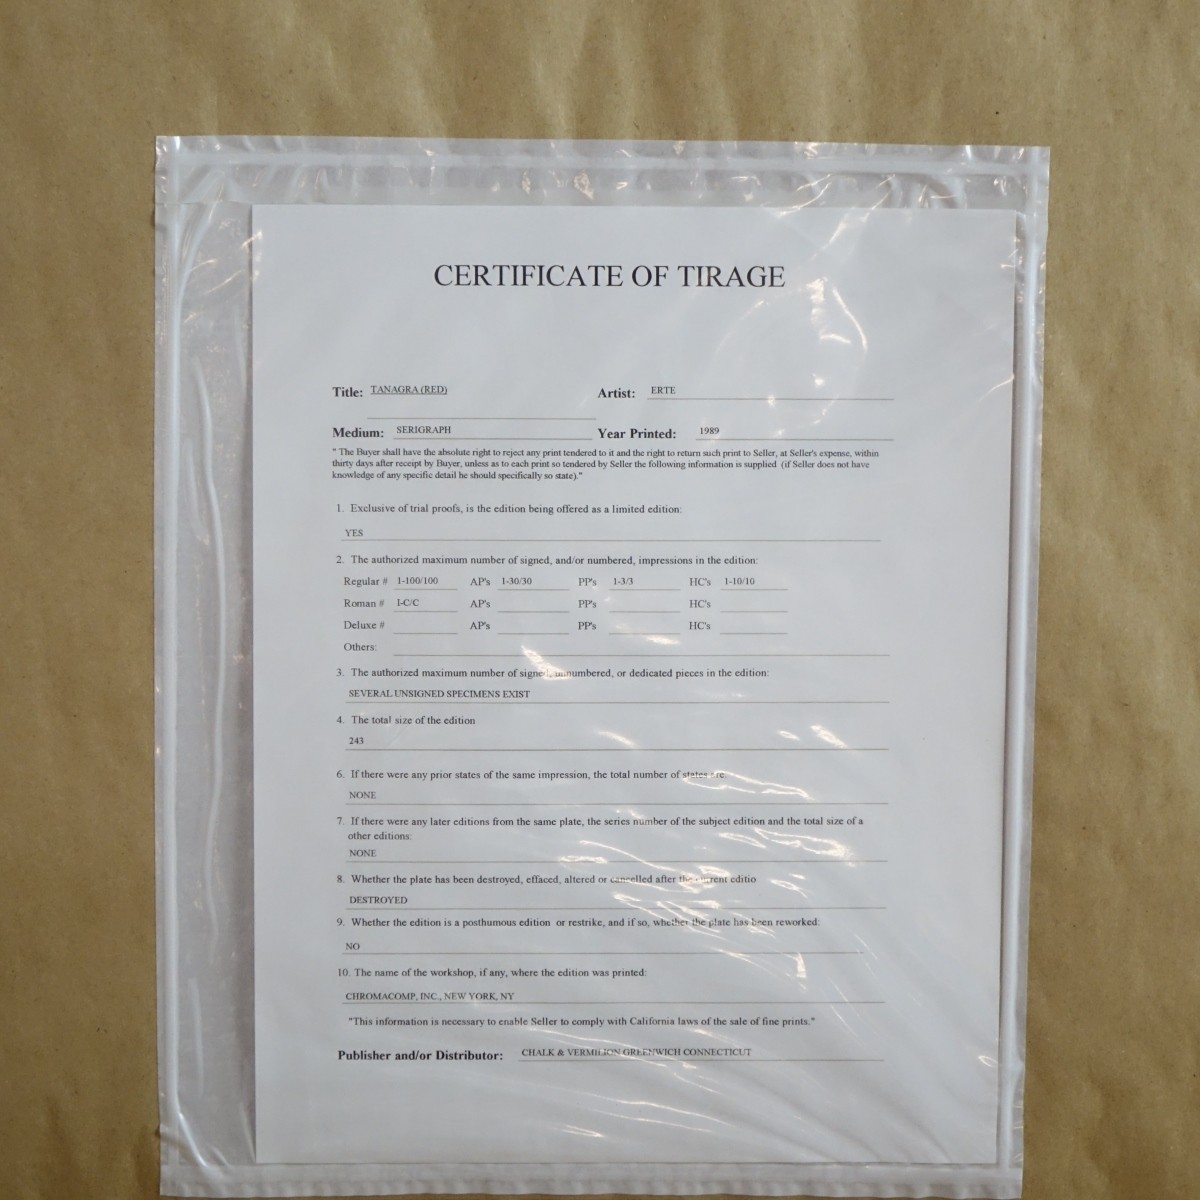 CERTIFICATE OF TIRAGE
Title: TANAGRA (RED) Artist: ERTE
Medium: SERIGRAPH Year Printed: 1989
" The Buyer shall have the absolute right to reject any print tendered to it and the right to return such print to Seller, at Seller's expense, within
thirty days after receipt by Buyer, unless as to each print so tendered by Seller the following information is supplied (if Seller does not have
knowledge of any specific detail he should specifically so state)."
1. Exclusive of trial proofs, is the edition being offered as a limited edition:
YES
2. The authorized maximum number of signed, and/or numbered, impressions in the edition:
Regular # 1-100/100 AP's 1-30/30 PP's 1-3/3 HC's 1-10/10
Roman # I-C/C AP's PP's HC's
Deluxe # AP's PP's HC's
Others:
3. The authorized maximum number of signed, unnumbered, or dedicated pieces in the edition:
SEVERAL UNSIGNED SPECIMENS EXIST
4. The total size of the edition
243
6. If there were any prior states of the same impression, the total number of states are:
NONE
7. If there were any later editions from the same plate, the series number of the subject edition and the total size of a
other editions:
NONE
8. Whether the plate has been destroyed, effaced, altered or cancelled after the current editio
DESTROYED
9. Whether the edition is a posthumous edition or restrike, and if so, whether the plate has been reworked:
NO
10. The name of the workshop, if any, where the edition was printed:
CHROMACOMP, INC., NEW YORK, NY
"This information is necessary to enable Seller to comply with California laws of the sale of fine prints."
Publisher and/or Distributor: CHALK & VERMILION GREENWICH CONNECTICUT